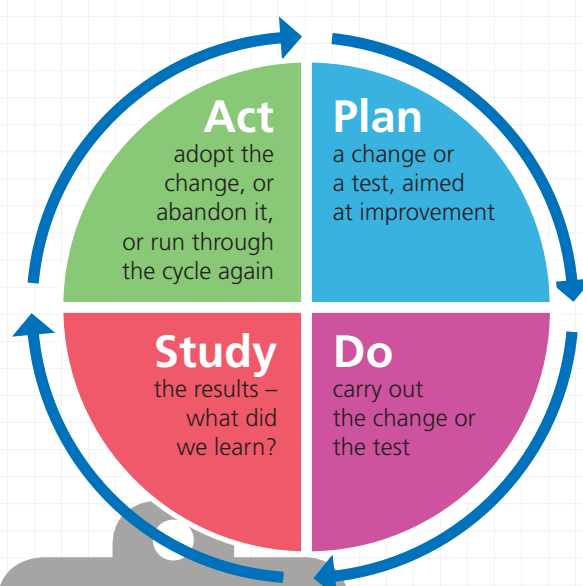 Act
adopt the
change, or
abandon it,
or run through
the cycle again
Plan
a change or
a test, aimed
at improvement
Study
the results –
what did
we learn?
Do
carry out
the change or
the test